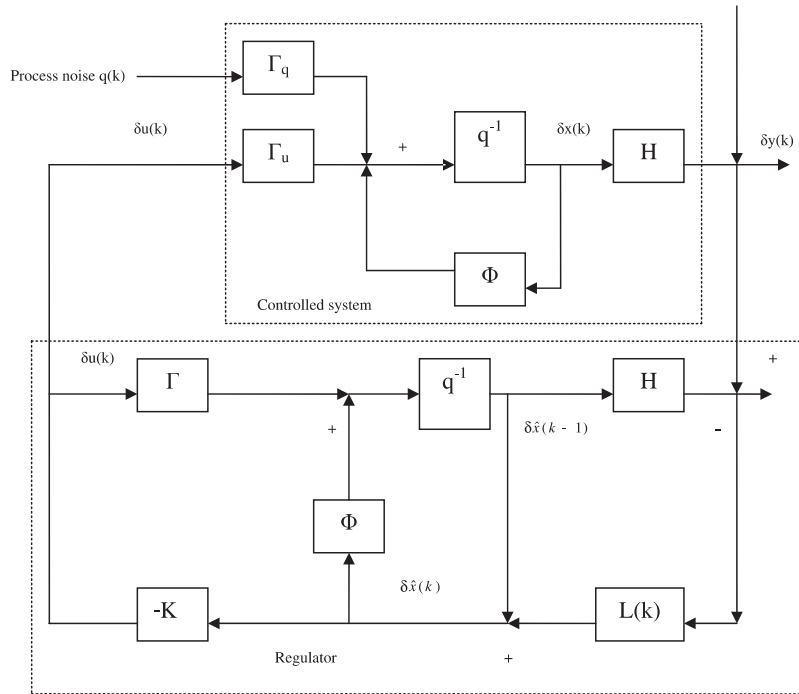 Γq
Process noise q(k)
δu(k)
Γu
+
q-1
δx(k)
H
δy(k)
Φ
Controlled system
δu(k)
Γ
+
q-1
δx̂(k - 1)
H
+
-
Φ
δx̂(k)
-K
L(k)
Regulator
+